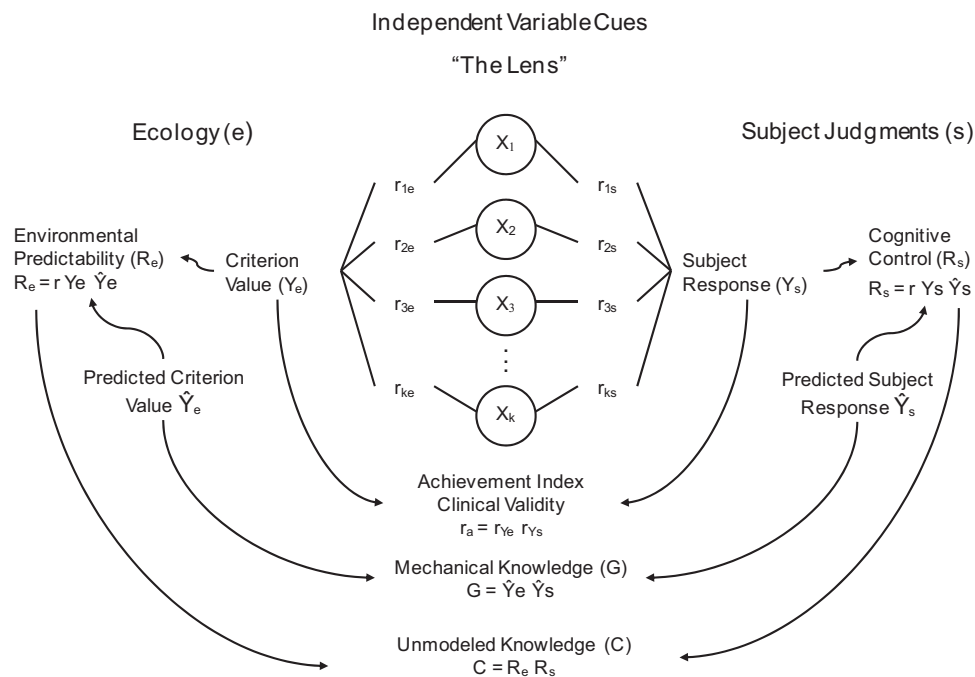 Independent Variable Cues
“The Lens”
Ecology (e)
Subject Judgments (s)
X1
r1e
r1s
X2
r2e
r2s
Environmental
Predictability (Re)
Re = r Ye Ŷe
Criterion
Value (Ye)
Subject
Response (Ys)
Cognitive
Control (Rs)
Rs = r Ys Ŷs
r3e
X3
r3s
⋮
Predicted Criterion
Value Ŷe
rke
Xk
rks
Predicted Subject
Response Ŷs
Achievement Index
Clinical Validity
ra = rYe rYs
Mechanical Knowledge (G)
G = Ŷe Ŷs
Unmodeled Knowledge (C)
C = Re Rs